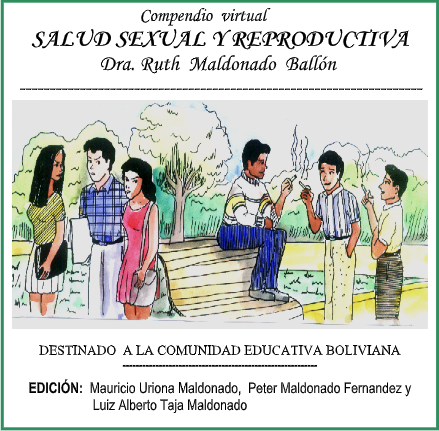 Compendio virtual
SALUD SEXUAL Y REPRODUCTIVA
Dra. Ruth Maldonado Ballón
DESTINADO A LA COMUNIDAD EDUCATIVA BOLIVIANA
EDICIÓN: Mauricio Uriona Maldonado, Peter Maldonado Fernandez y
Luiz Alberto Taja Maldonado